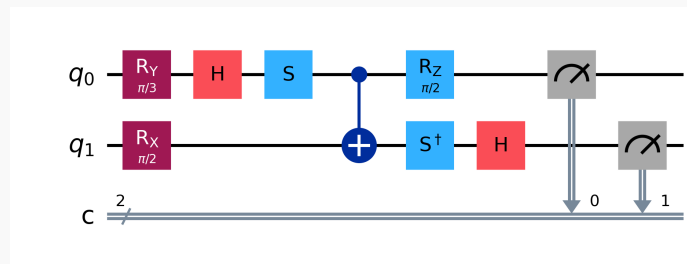 q0 RY π/3 H S RZ π/2
q1 RX π/2 S† H
c 2 0 1